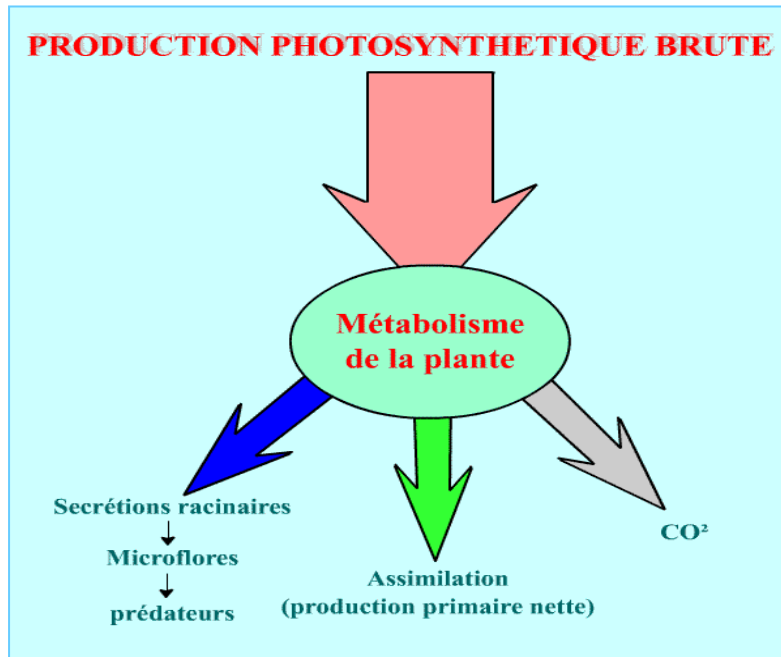 PRODUCTION PHOTOSYNTHETIQUE BRUTE
Métabolisme
de la plante
Secrétions racinaires
Microflores
prédateurs
Assimilation
(production primaire nette)
CO²